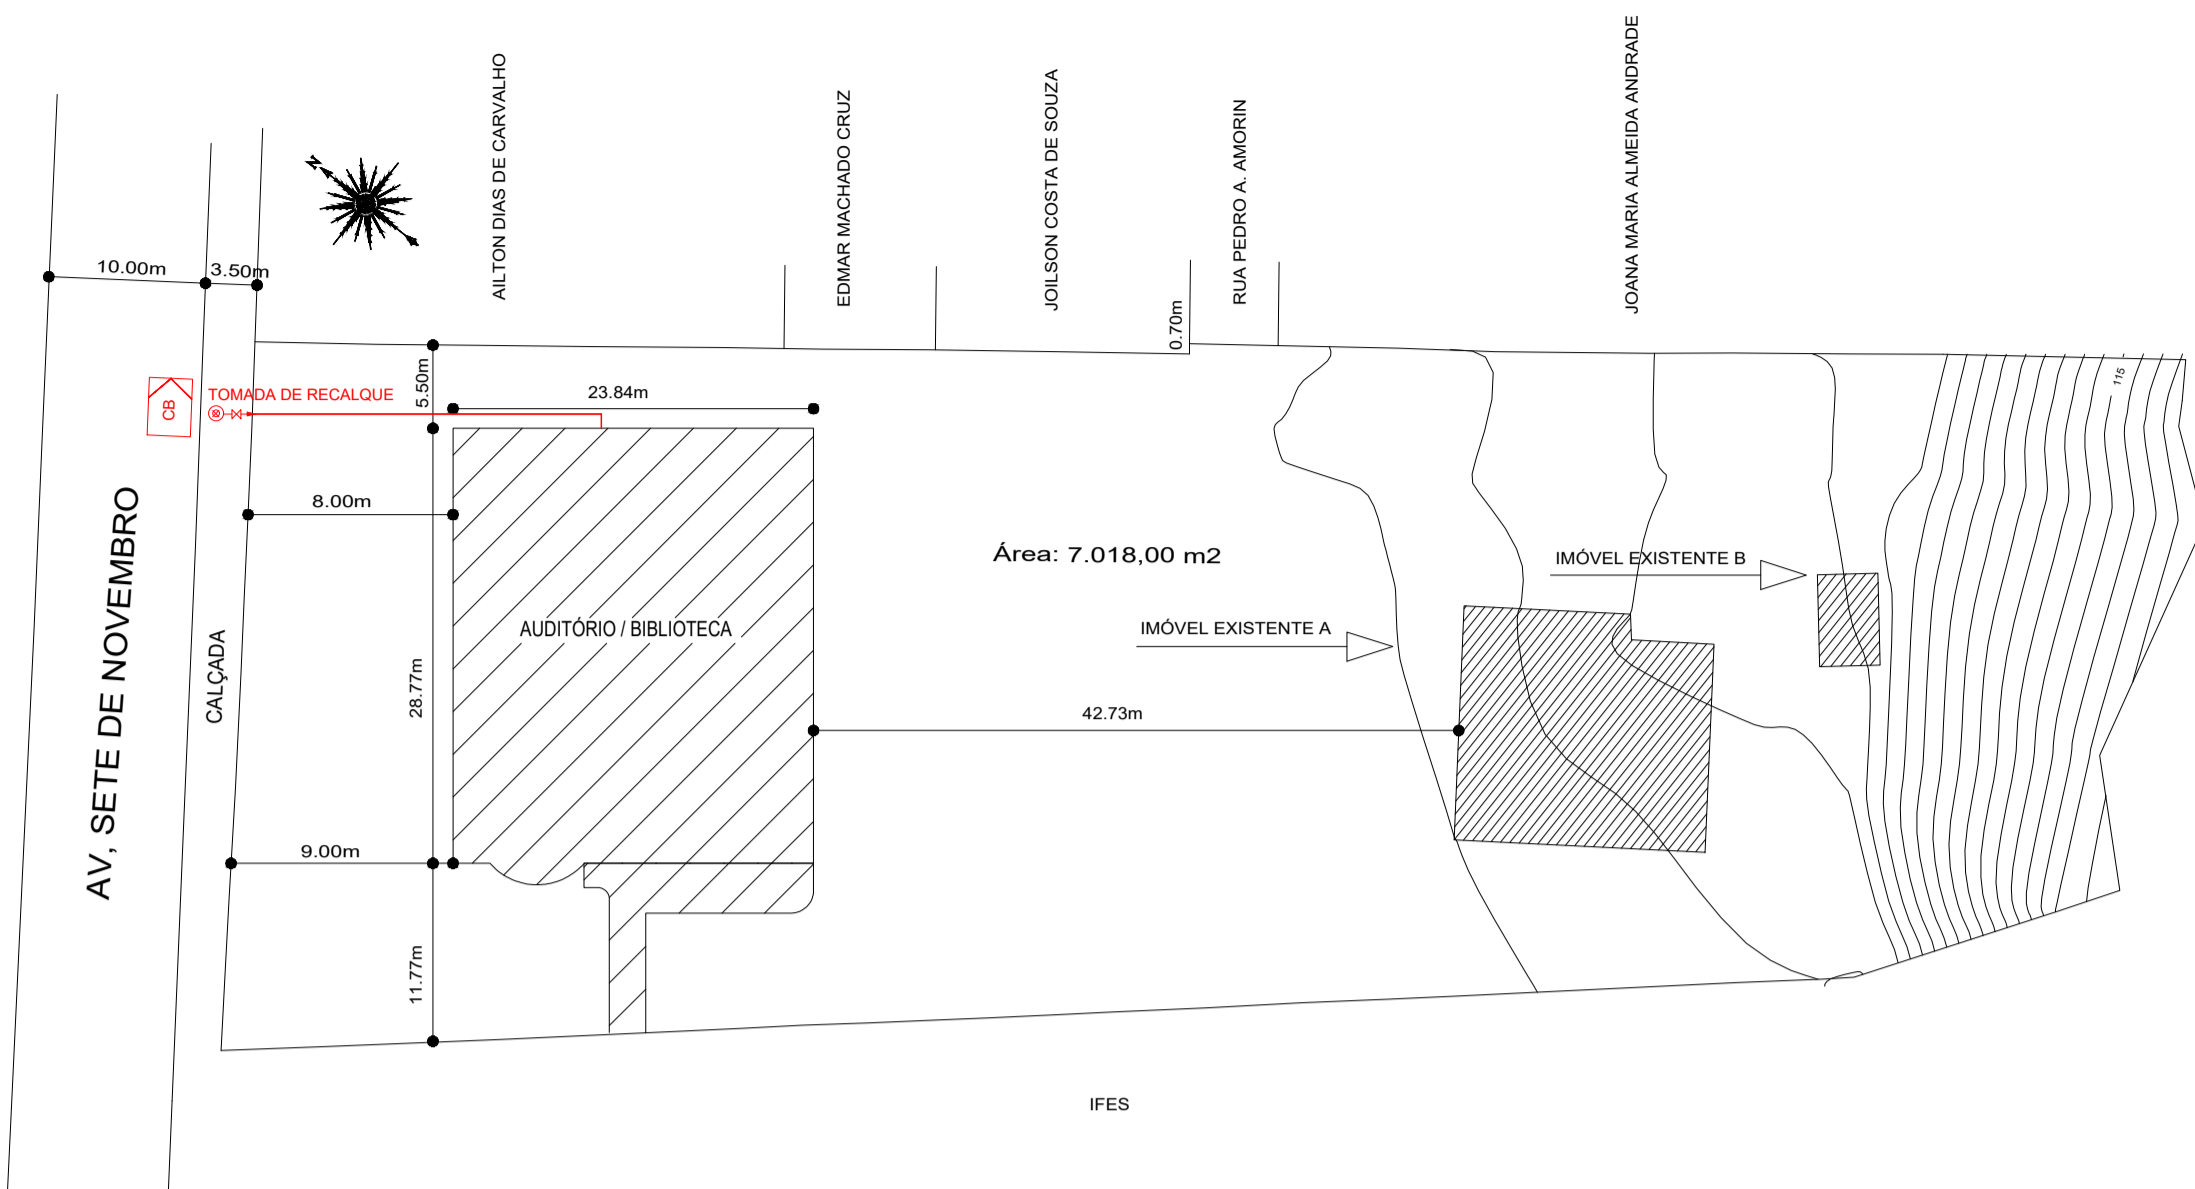 AILTON DIAS DE CARVALHO
EDMAR MACHADO CRUZ
JOILSON COSTA DE SOUZA
RUA PEDRO A. AMORIN
JOANA MARIA ALMEIDA ANDRADE
N
10.00m
3.50m
0.70m
5.50m
TOMADA DE RECALQUE
CB
23.84m
115
8.00m
AV, SETE DE NOVEMBRO
CALÇADA
Área: 7.018,00 m2
IMÓVEL EXISTENTE B
AUDITÓRIO / BIBLIOTECA
IMÓVEL EXISTENTE A
28.77m
42.73m
9.00m
11.77m
IFES